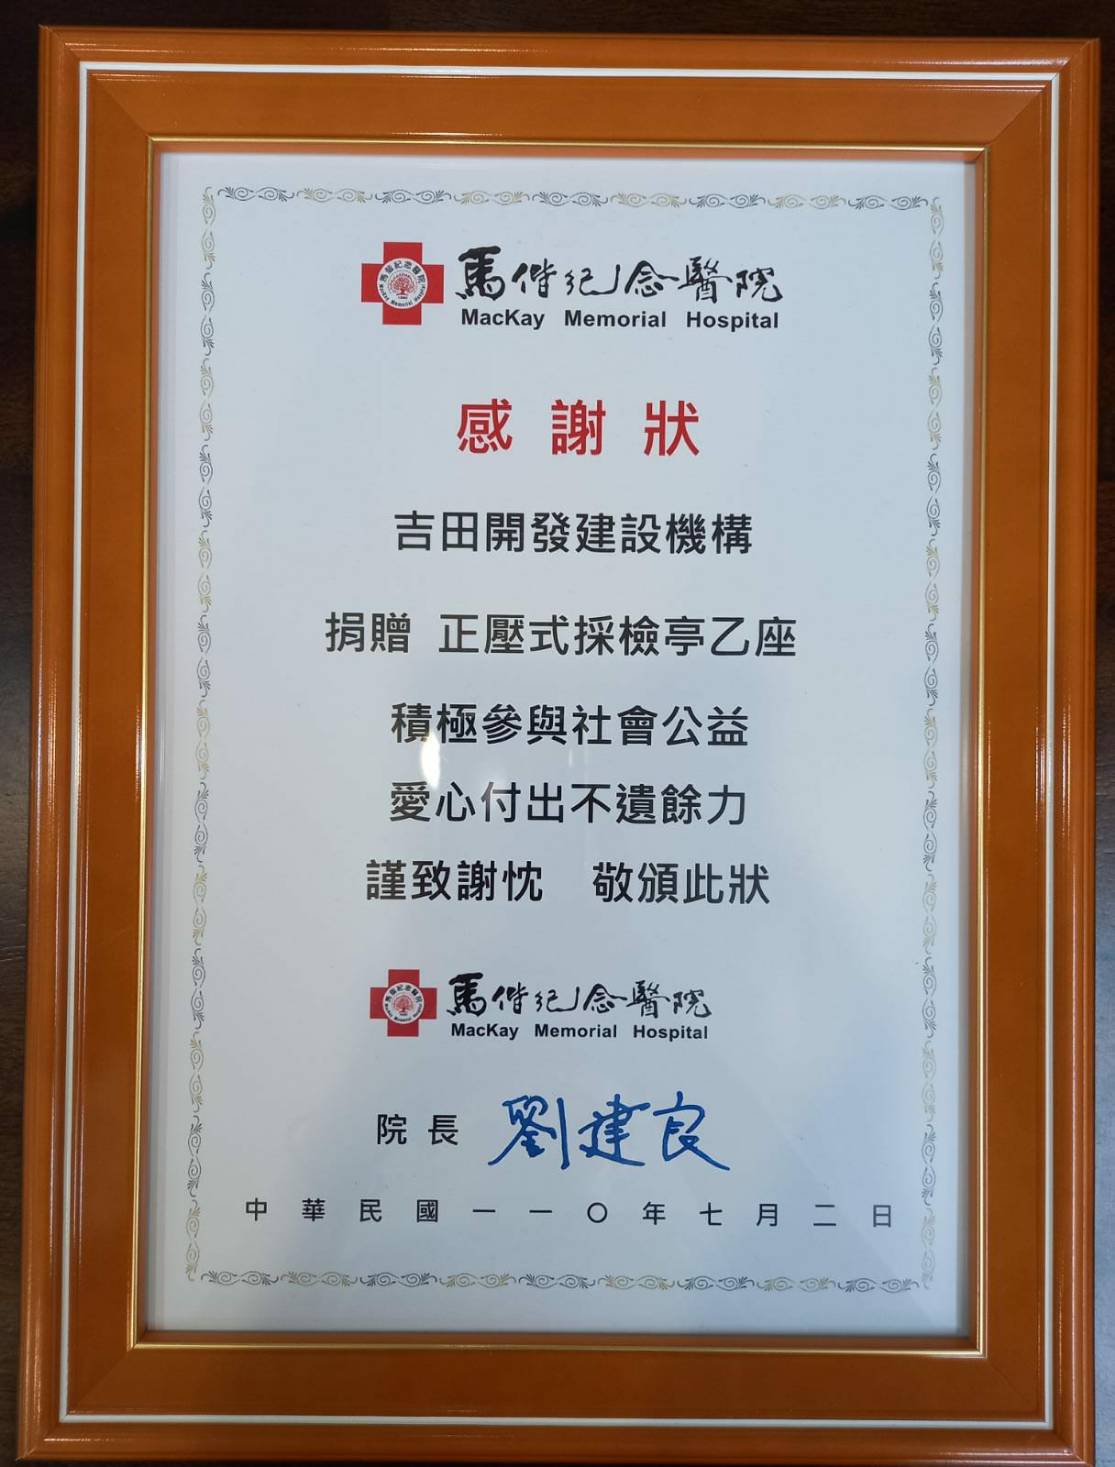 馬偕紀念醫院
MacKay Memorial Hospital
感謝狀
吉田開發建設機構
捐贈 正壓式採檢亭乙座
積極參與社會公益
愛心付出不遺餘力
謹致謝忱 敬頒此狀
馬偕紀念醫院
MacKay Memorial Hospital
院長 劉建良
中華民國一一〇年七月二日